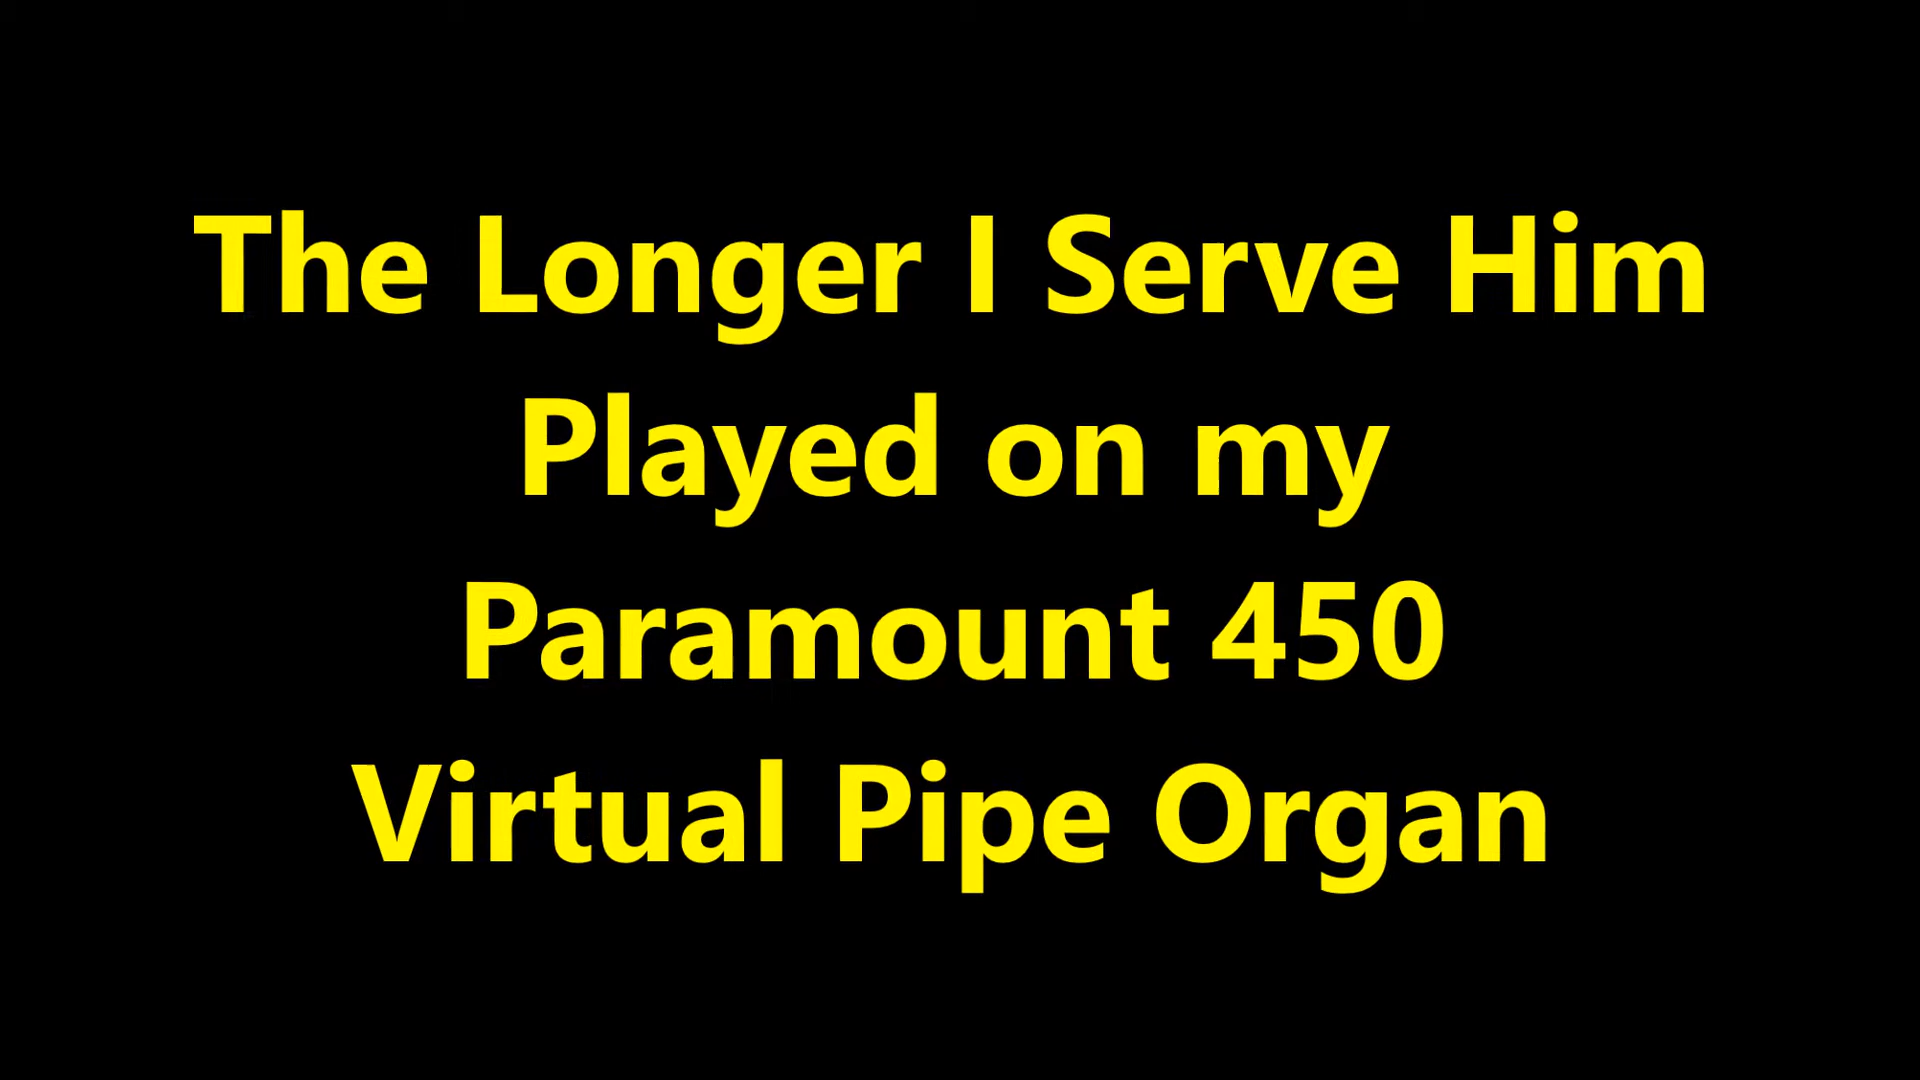 The Longer I Serve Him
Played on my
Paramount 450
Virtual Pipe Organ